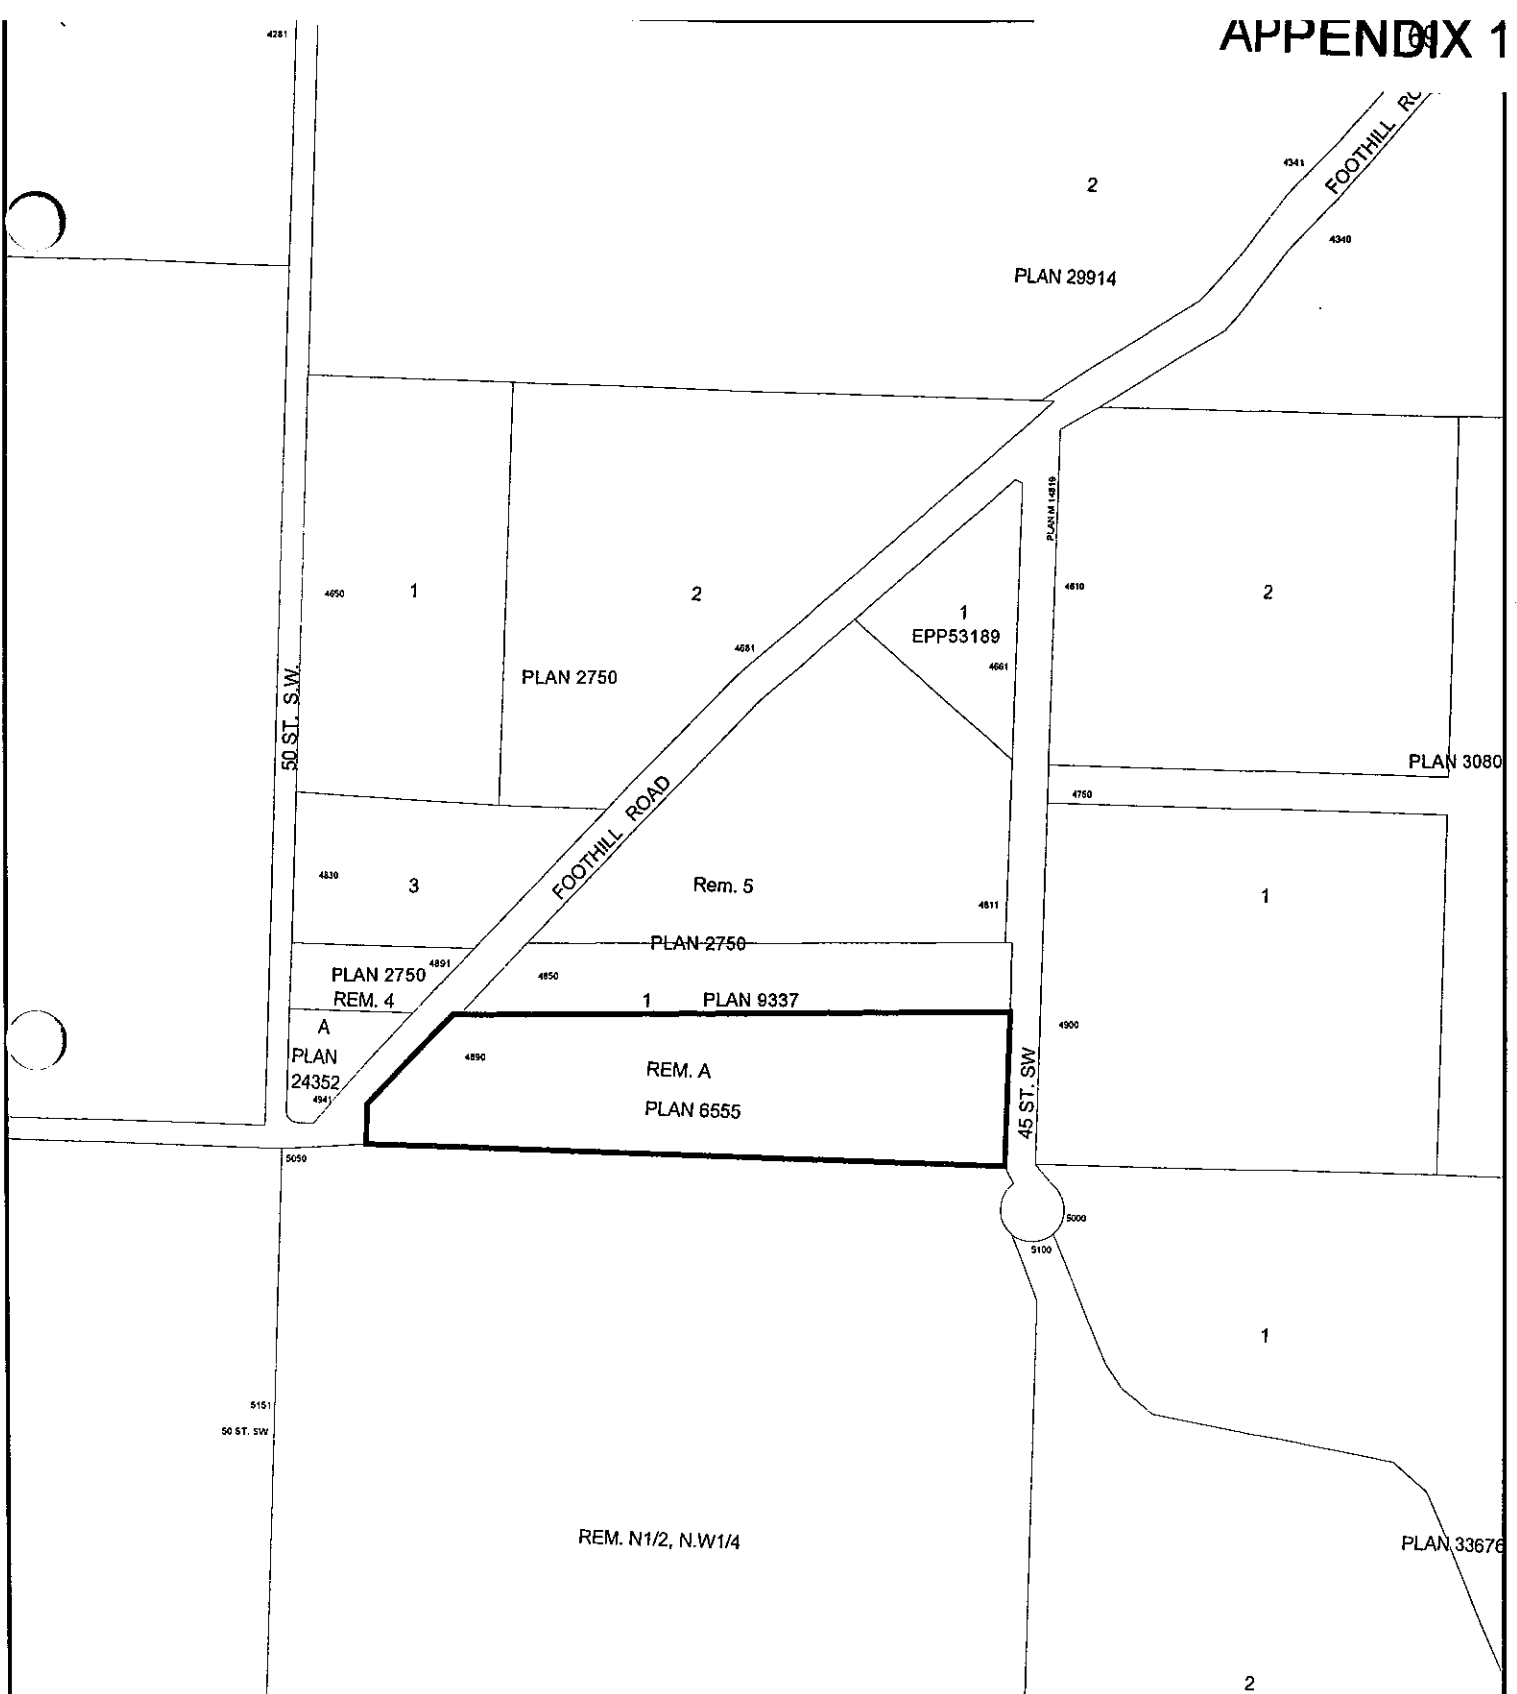 APPENDIX 1
4281
FOOTHILL
4341
2
4340
PLAN 29914
PLAN M 14819
4650
1
2
4610
2
1
EPP53189
4681
4661
PLAN 2750
50 ST. S.W.
PLAN 3080
4750
FOOTHILL ROAD
4830
3
Rem. 5
1
4811
PLAN 2750
4891
PLAN 2750
4850
REM. 4
1 PLAN 9337
A
4900
PLAN
4890
REM. A
24352
4941
PLAN 6555
45 ST. SW
5050
5000
5100
1
5151
50 ST. SW
REM. N1/2, N.W1/4
PLAN 33676
2